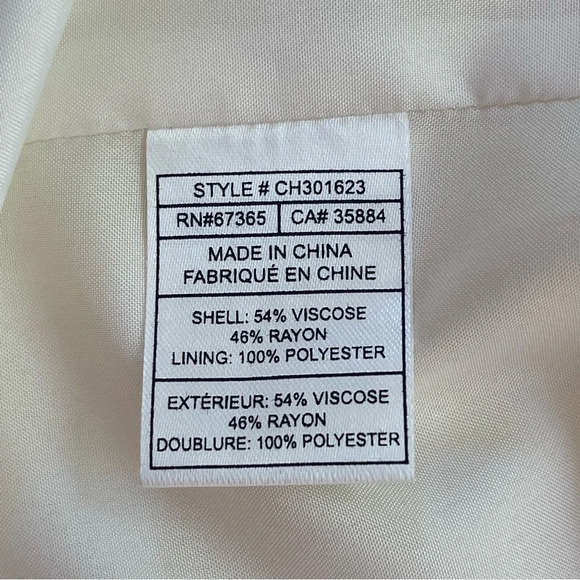 STYLE # CH301623
RN#67365 CA# 35884
MADE IN CHINA
FABRIQUÉ EN CHINE
SHELL: 54% VISCOSE
46% RAYON
LINING: 100% POLYESTER
EXTÉRIEUR: 54% VISCOSE
46% RAYON
DOUBLURE: 100% POLYESTER